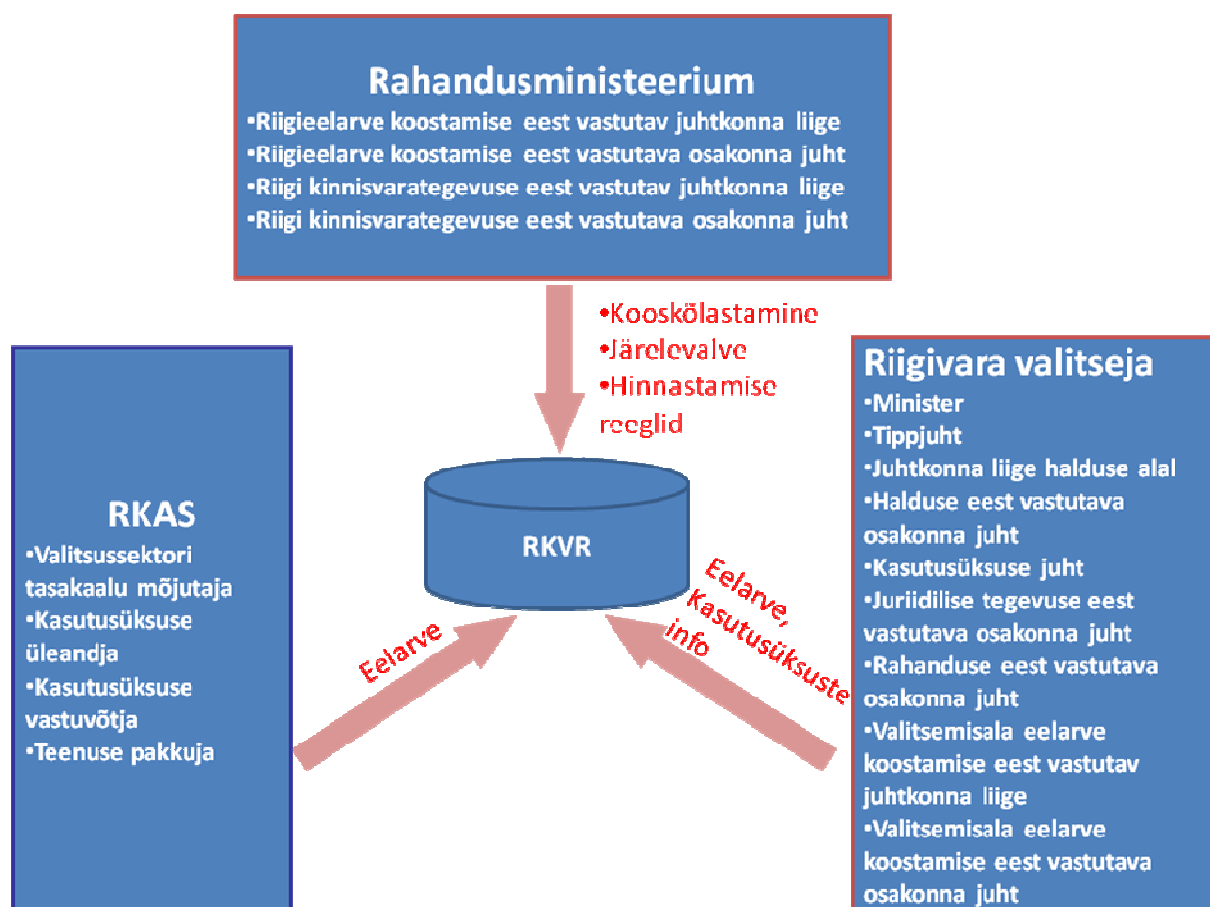 Rahandusministeerium
•Riigieelarve koostamise eest vastutav juhtkonna liige
•Riigieelarve koostamise eest vastutava osakonna juht
•Riigi kinnisvarategevuse eest vastutav juhtkonna liige
•Riigi kinnisvarategevuse eest vastutava osakonna juht
•Kooskõlastamine
•Järelevalve
•Hinnastamise
reeglid
RKAS
•Valitsussektori
tasakaalu mõjutaja
•Kasutusüksuse
üleandja
•Kasutusüksuse
vastuvõtja
•Teenuse pakkuja
RKVR
Eelarve
Eelarve,
Kasutusüksuste
info
Riigivara valitseja
•Minister
•Tippjuht
•Juhtkonna liige halduse alal
•Halduse eest vastutava
osakonna juht
•Kasutusüksuse juht
•Juriidilise tegevuse eest
vastutava osakonna juht
•Rahanduse eest vastutava
osakonna juht
•Valitsemisala eelarve
koostamise eest vastutav
juhtkonna liige
•Valitsemisala eelarve
koostamise eest vastutava
osakonna juht